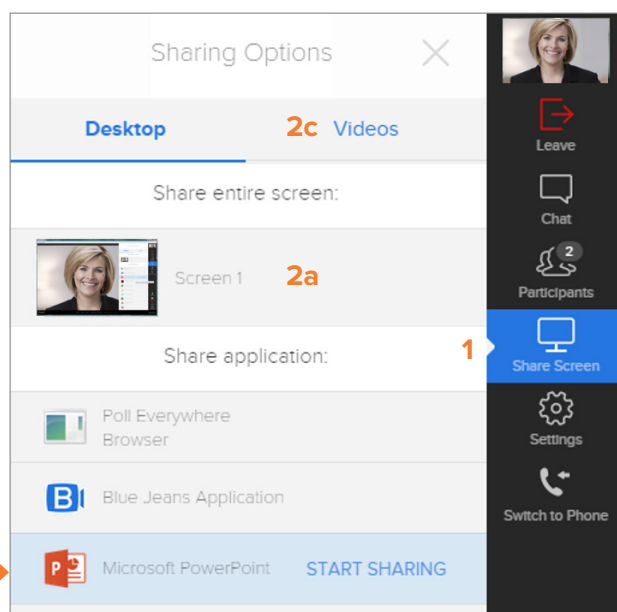 Sharing Options
Desktop
2c Videos
Share entire screen:
Screen 1
2a
Share application:
Poll Everywhere
Browser
B
Blue Jeans Application
P
Microsoft PowerPoint
START SHARING
Leave
Chat
2
Participants
1
Share Screen
Settings
Switch to Phone